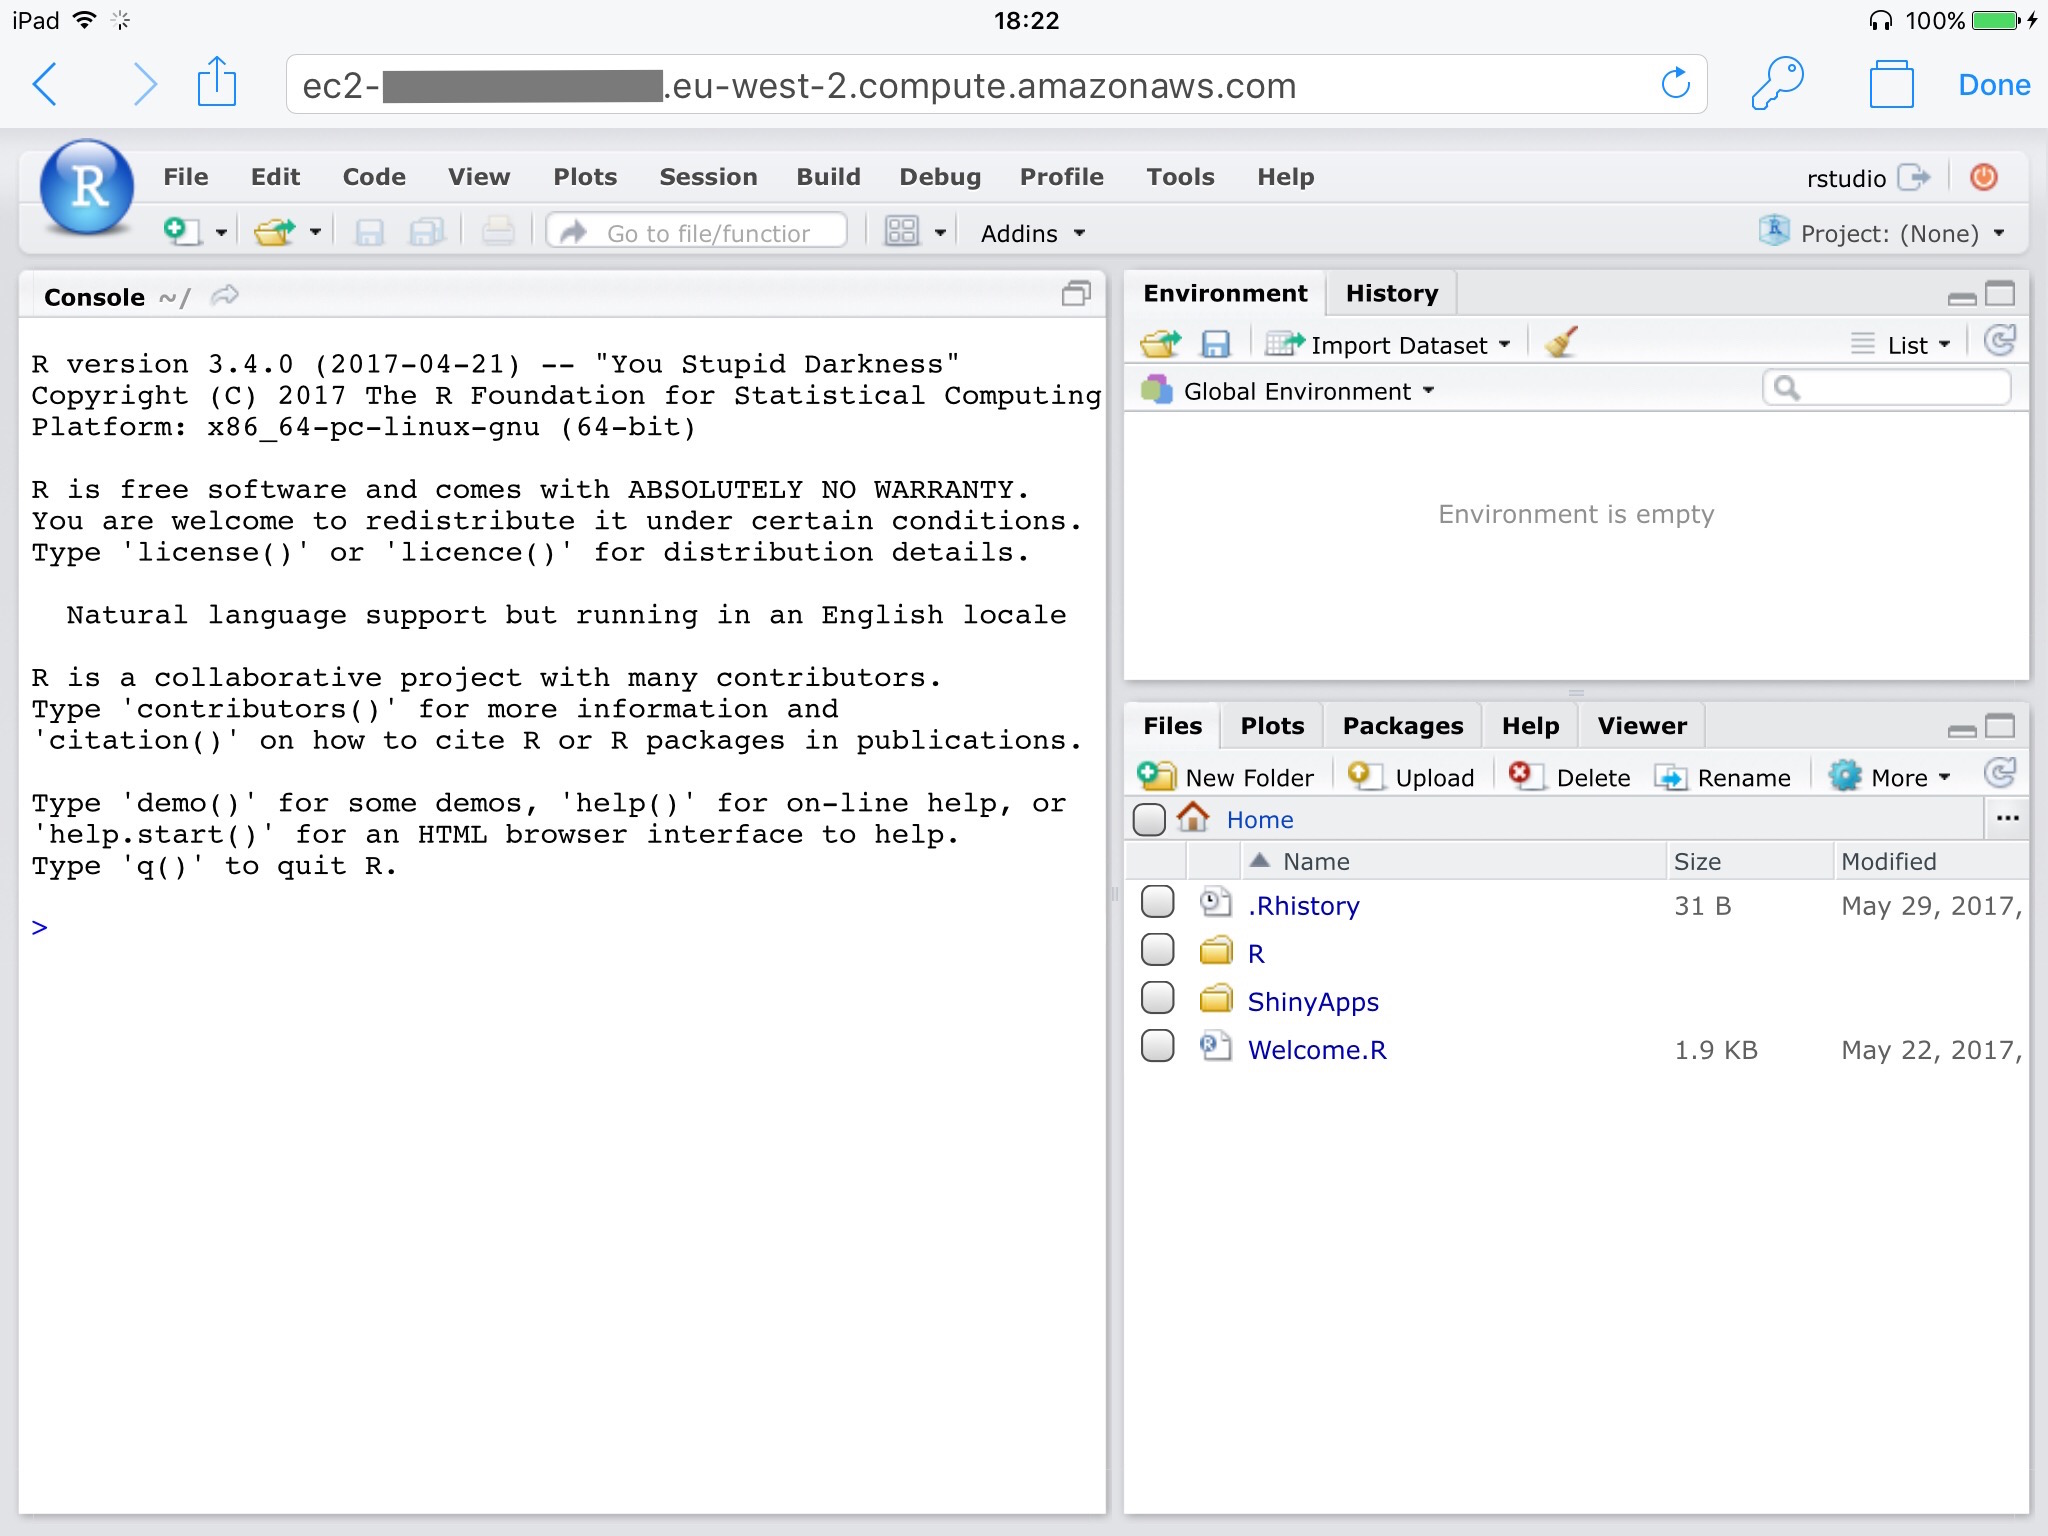 iPad 18:22 100%
ec2- .eu-west-2.compute.amazonaws.com Done
R File Edit Code View Plots Session Build Debug Profile Tools Help rstudio
Go to file/function Addins Project: (None)
Console ~/
R version 3.4.0 (2017-04-21) -- "You Stupid Darkness"
Copyright (C) 2017 The R Foundation for Statistical Computing
Platform: x86_64-pc-linux-gnu (64-bit)
R is free software and comes with ABSOLUTELY NO WARRANTY.
You are welcome to redistribute it under certain conditions.
Type 'license()' or 'licence()' for distribution details.
Natural language support but running in an English locale
R is a collaborative project with many contributors.
Type 'contributors()' for more information and
'citation()' on how to cite R or R packages in publications.
Type 'demo()' for some demos, 'help()' for on-line help, or
'help.start()' for an HTML browser interface to help.
Type 'q()' to quit R.
>
Environment History
Import Dataset List
Global Environment
Environment is empty
Files Plots Packages Help Viewer
New Folder Upload Delete Rename More
Home ...
Name Size Modified
.Rhistory 31 B May 29, 2017,
R
ShinyApps
Welcome.R 1.9 KB May 22, 2017,